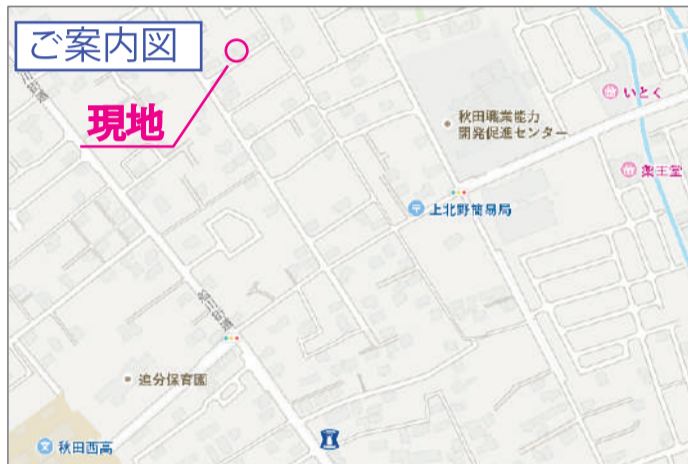 ご案内図
現地
秋田職業能力
開発促進センター
いとく
薬王堂
上北野簡易局
追分保育園
秋田西高